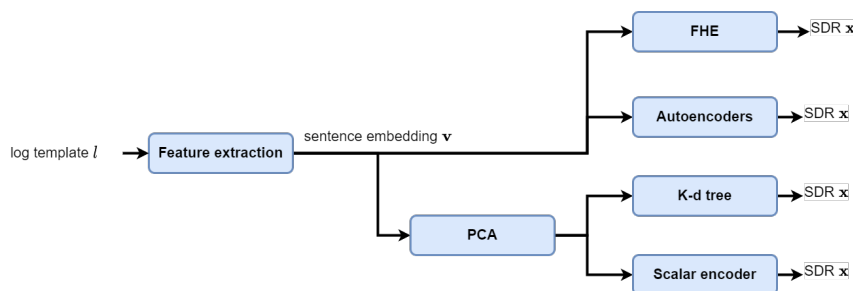 FHE
SDR x
Autoencoders
SDR x
sentence embedding v
log template l
Feature extraction
K-d tree
SDR x
PCA
Scalar encoder
SDR x